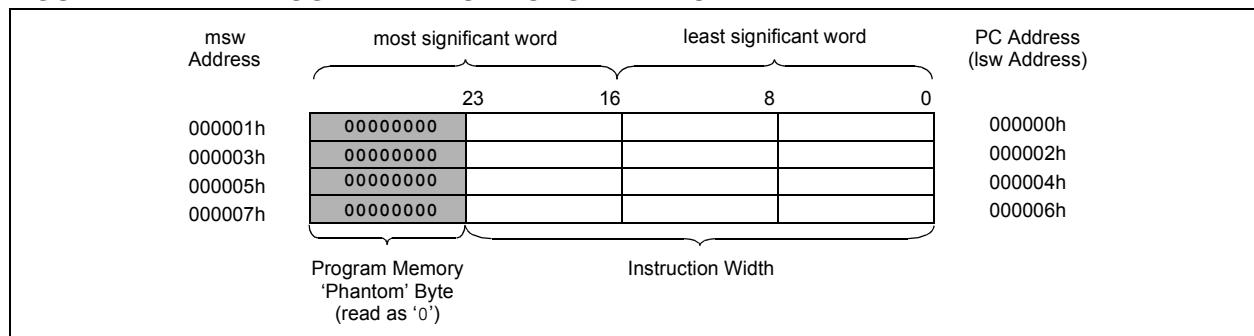 msw Address most significant word least significant word PC Address (lsw Address)
23 16 8 0
000001h 00000000 000000h
000003h 00000000 000002h
000005h 00000000 000004h
000007h 00000000 000006h
Program Memory 'Phantom' Byte (read as '0') Instruction Width